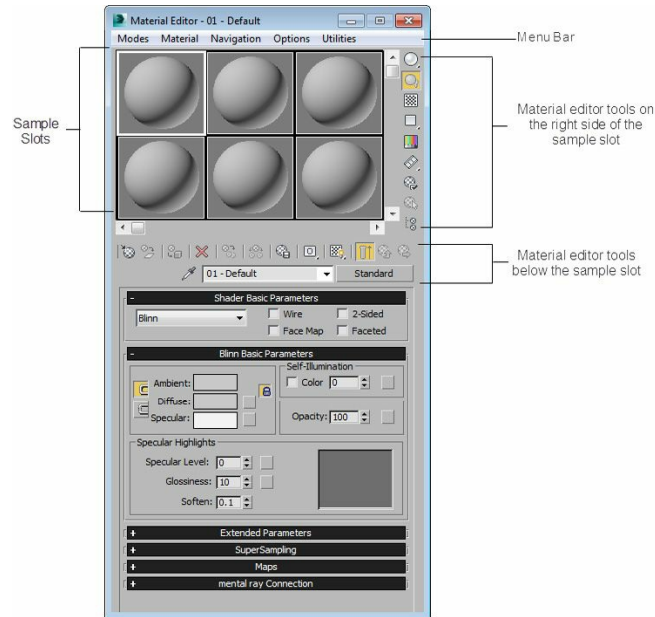 Material Editor - 01 - Default
Modes Material Navigation Options Utilities
Menu Bar
Sample
Slots
Material editor tools on
the right side of the
sample slot
Material editor tools
below the sample slot
01 - Default
Standard
- Shader Basic Parameters
Blinn
Wire
2-Sided
Face Map
Faceted
- Blinn Basic Parameters
Ambient:
Diffuse:
Specular:
Self-Illumination
Color 0
Opacity: 100
Specular Highlights
Specular Level: 0
Glossiness: 10
Soften: 0.1
+ Extended Parameters
+ SuperSampling
+ Maps
+ mental ray Connection